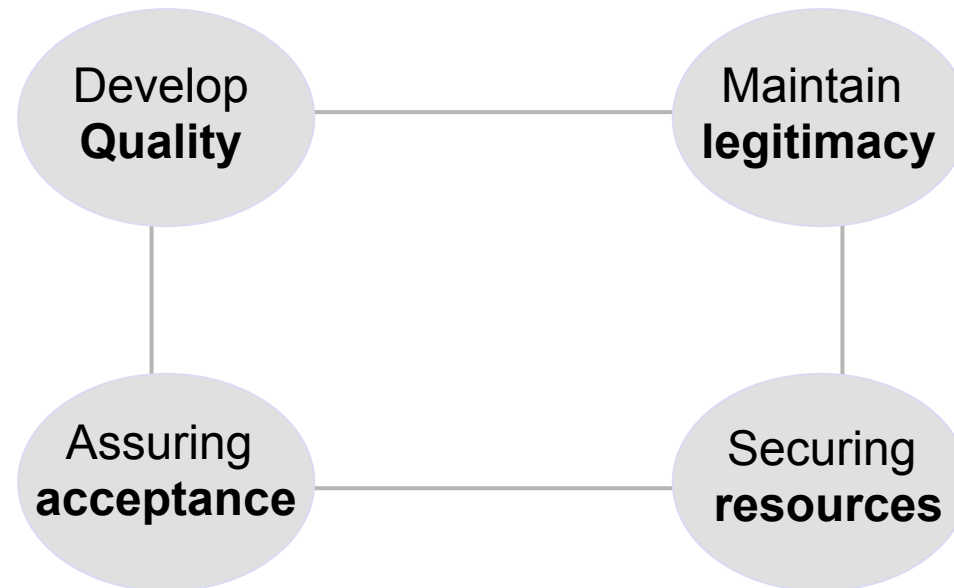 Develop
Quality
Maintain
legitimacy
Assuring
acceptance
Securing
resources